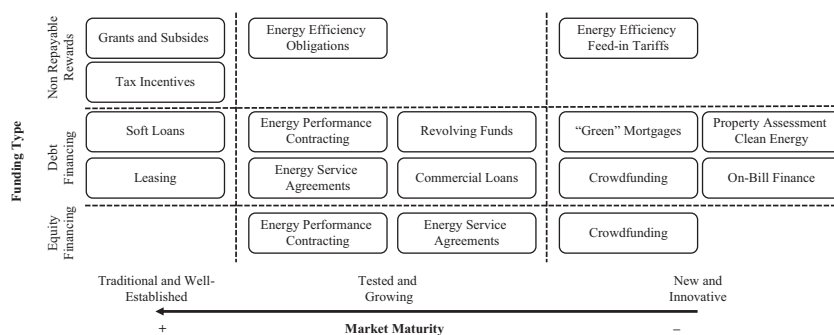 Funding Type
Non Repayable
Rewards
Grants and Subsides
Tax Incentives
Energy Efficiency
Obligations
Energy Efficiency
Feed-in Tariffs
Debt
Financing
Soft Loans
Leasing
Energy Performance
Contracting
Revolving Funds
Energy Service
Agreements
Commercial Loans
“Green” Mortgages
Property Assessment
Clean Energy
Crowdfunding
On-Bill Finance
Equity
Financing
Energy Performance
Contracting
Energy Service
Agreements
Crowdfunding
Traditional and Well-
Established
Tested and
Growing
New and
Innovative
+
Market Maturity
–